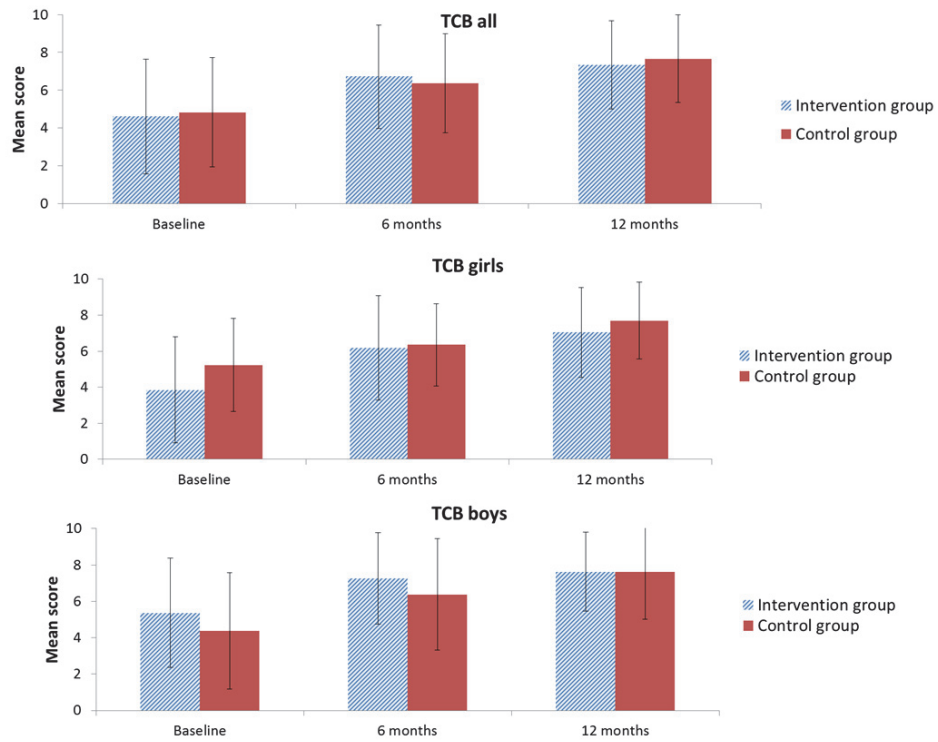 TCB all
Mean score
10
8
6
4
2
0
Baseline
6 months
12 months
Intervention group
Control group
TCB girls
Mean score
10
8
6
4
2
0
Baseline
6 months
12 months
Intervention group
Control group
TCB boys
Mean score
10
8
6
4
2
0
Baseline
6 months
12 months
Intervention group
Control group